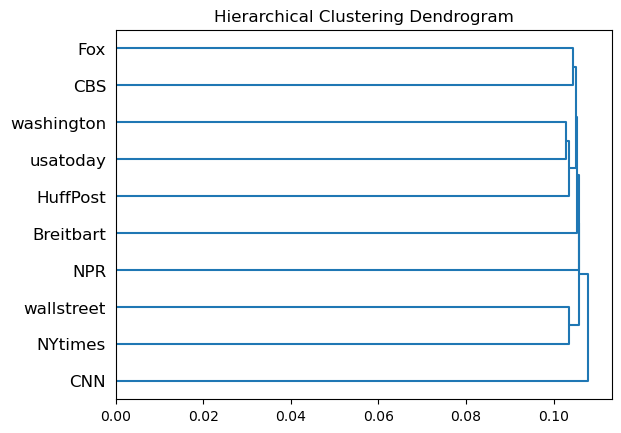 Hierarchical Clustering Dendrogram
Fox
CBS
washington
usatoday
HuffPost
Breitbart
NPR
wallstreet
NYtimes
CNN
0.00 0.02 0.04 0.06 0.08 0.10